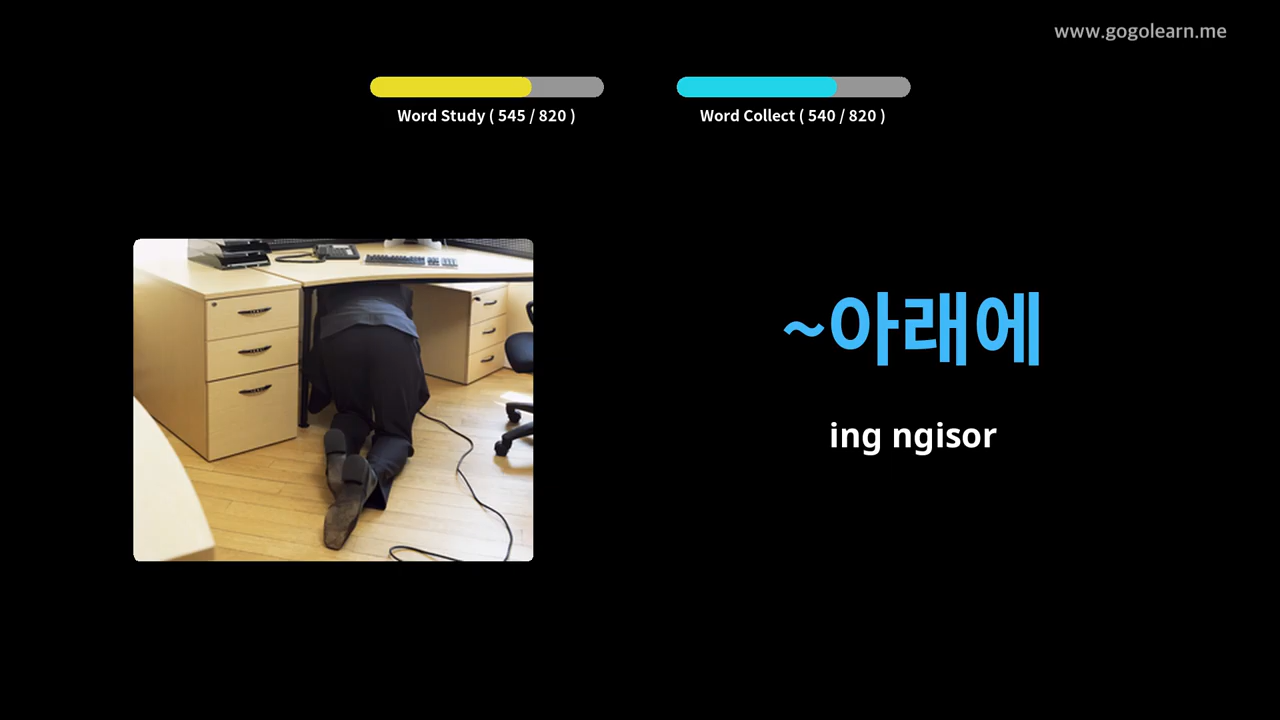 www.gogolearn.me
Word Study ( 545 / 820 )
Word Collect ( 540 / 820 )
~아래에
ing ngisor